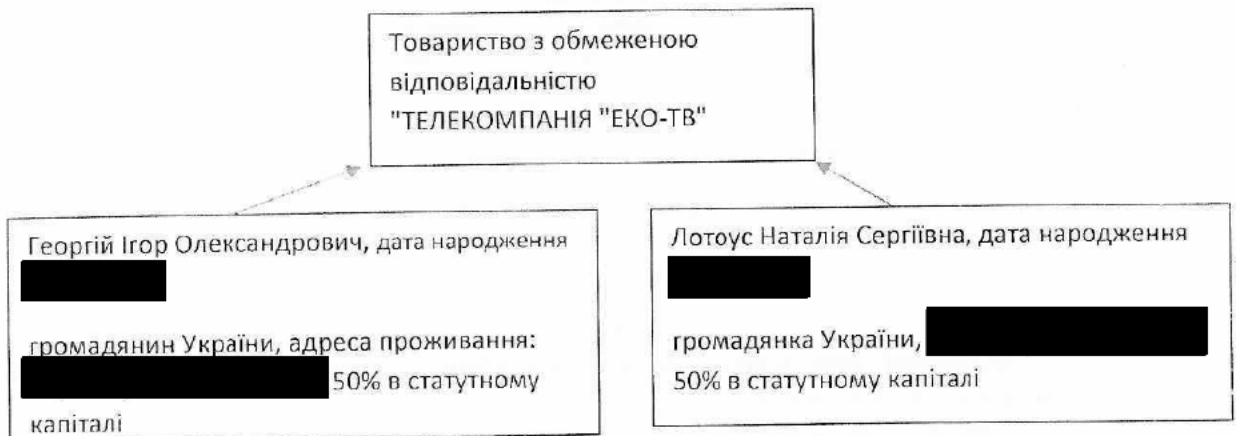 Товариство з обмеженою
відповідальністю
"ТЕЛЕКОМПАНІЯ "ЕКО-ТВ"
Георгій Ігор Олександрович, дата народження
громадянин України, адреса проживання:
50% в статутному
капіталі
Лотоус Наталія Сергіївна, дата народження
громадянка України,
50% в статутному капіталі